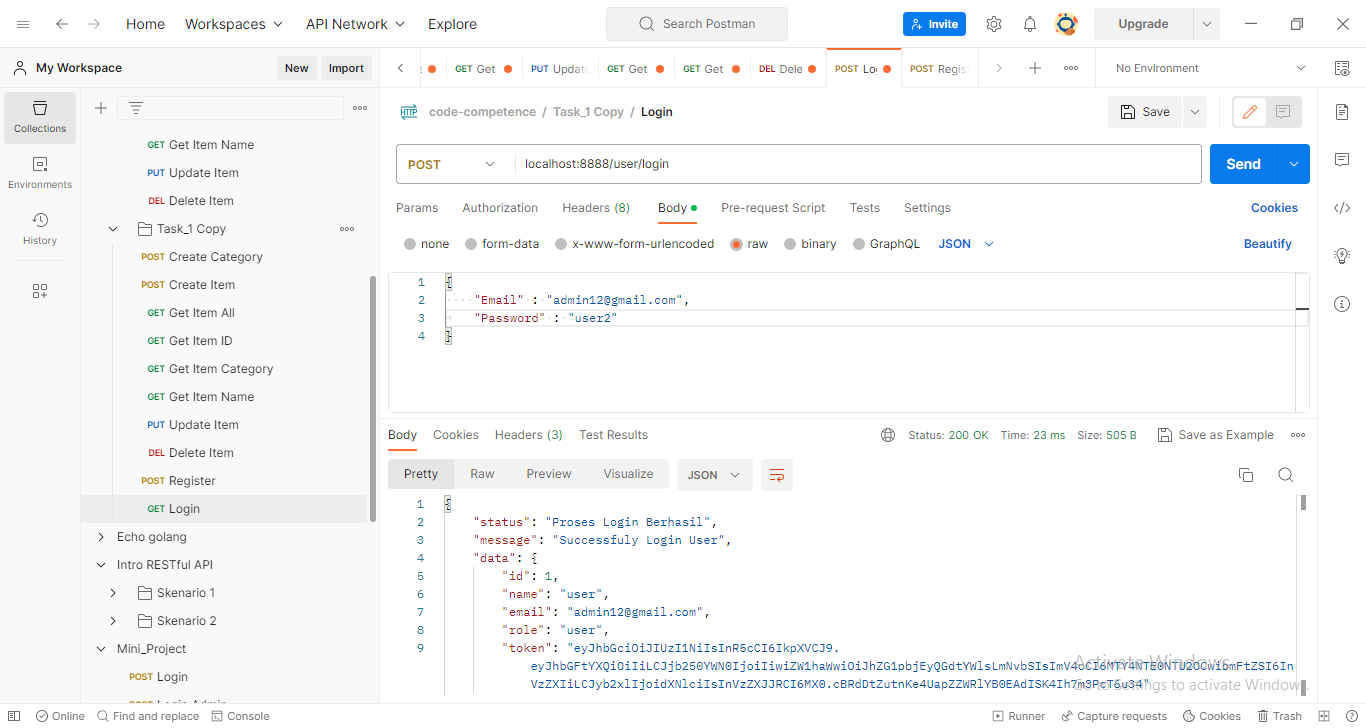 Home Workspaces API Network Explore Search Postman Invite Upgrade
My Workspace New Import GET Get PUT Update GET Get GET Get DEL Dele POST Lo POST Regis No Environment
code-competence / Task_1 Copy / Login Save
Collections
Environments
History
GET Get Item Name
PUT Update Item
DEL Delete Item
Task_1 Copy
POST Create Category
POST Create Item
GET Get Item All
GET Get Item ID
GET Get Item Category
GET Get Item Name
PUT Update Item
DEL Delete Item
POST Register
GET Login
Echo golang
Intro RESTful API
Skenario 1
Skenario 2
Mini_Project
POST Login
POST localhost:8888/user/login Send
Params Authorization Headers (8) Body Pre-request Script Tests Settings Cookies
none form-data x-www-form-urlencoded raw binary GraphQL JSON Beautify
1 {
2 "Email" : "admin12@gmail.com",
3 "Password" : "user2"
4 }
Body Cookies Headers (3) Test Results Status: 200 OK Time: 23 ms Size: 505 B Save as Example
Pretty Raw Preview Visualize JSON
1 {
2 "status": "Proses Login Berhasil",
3 "message": "Successfuly Login User",
4 "data": {
5 "id": 1,
6 "name": "user",
7 "email": "admin12@gmail.com",
8 "role": "user",
9 "token": "eyJhbGciOiJIUzI1NiIsInR5cCI6IkpXVCJ9.
Activate Windows
Go to Settings to activate Windows.
Online Find and replace Console Runner Capture requests Cookies Trash